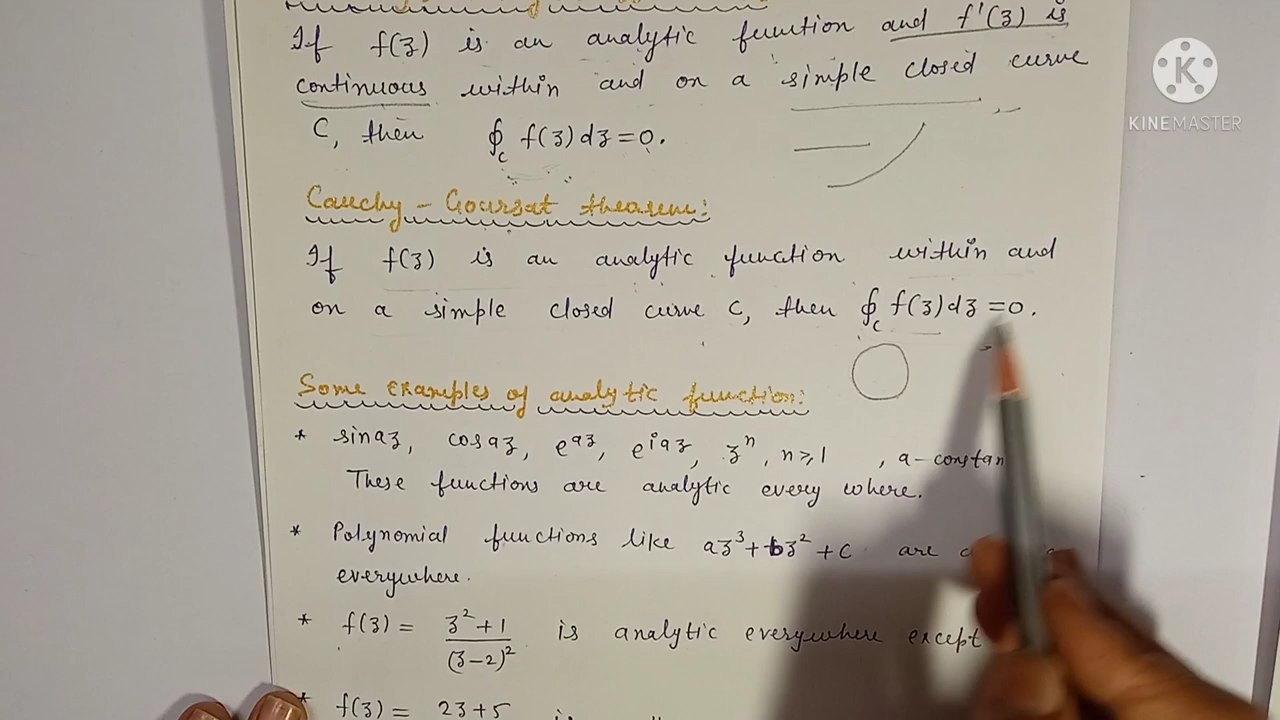 If f(z) is an analytic function and f'(z) is
continuous within and on a simple closed curve
C, then ∮_C f(z)dz=0.
KINEMASTER
Cauchy - Goursat theorem:
If f(z) is an analytic function within and
on a simple closed curve C, then ∮_C f(z)dz=0.
Some examples of analytic function:
* sin az, cos az, e^{az}, e^{iaz}, z^n, n≥1 , a-constan
These functions are analytic every where.
* Polynomial functions like az³+bz²+c are
everywhere.
* f(z) = (z²+1)/(z-2)² is analytic everywhere except
* f(z) = 2z+5